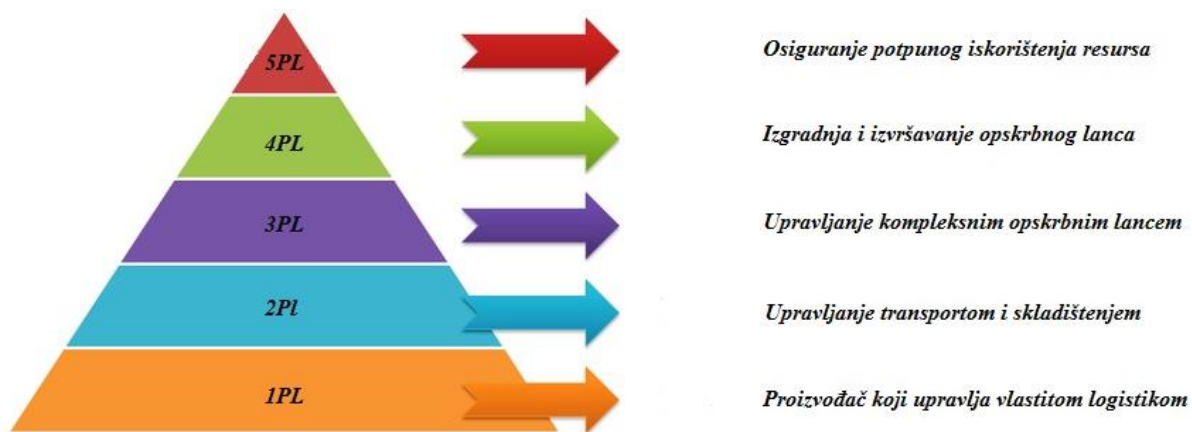 5PL
Osiguranje potpunog iskorištenja resursa
4PL
Izgradnja i izvršavanje opskrbnog lanca
3PL
Upravljanje kompleksnim opskrbnim lancem
2Pl
Upravljanje transportom i skladištenjem
1PL
Proizvođač koji upravlja vlastitom logistikom